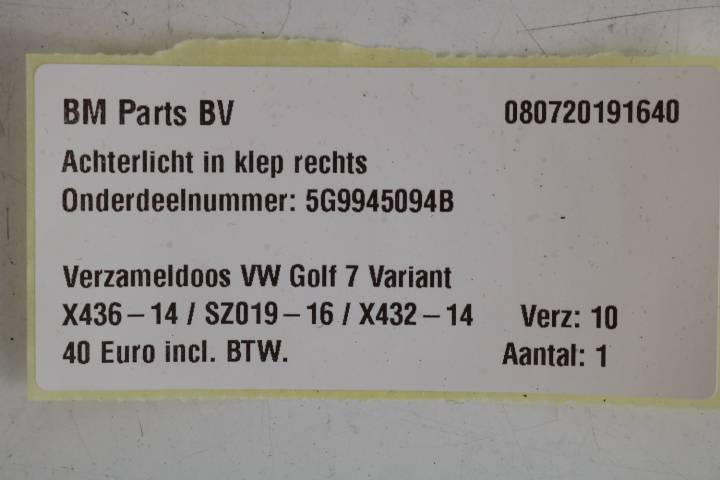 BM Parts BV 080720191640
Achterlicht in klep rechts
Onderdeelnummer: 5G9945094B
Verzameldoos VW Golf 7 Variant
X436-14 / SZ019-16 / X432-14 Verz: 10
40 Euro incl. BTW. Aantal: 1